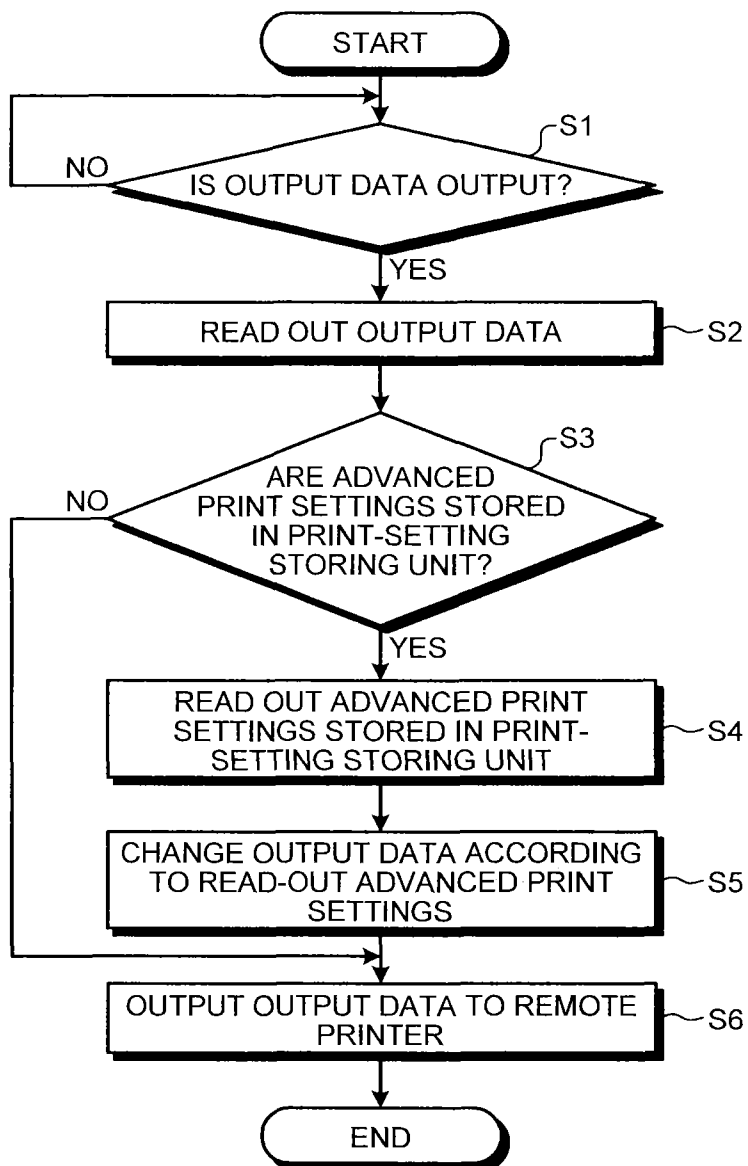 START
S1
NO
IS OUTPUT DATA OUTPUT?
YES
READ OUT OUTPUT DATA
S2
S3
NO
ARE ADVANCED
PRINT SETTINGS STORED
IN PRINT-SETTING
STORING UNIT?
YES
READ OUT ADVANCED PRINT
SETTINGS STORED IN PRINT-
SETTING STORING UNIT
S4
CHANGE OUTPUT DATA ACCORDING
TO READ-OUT ADVANCED PRINT
SETTINGS
S5
OUTPUT OUTPUT DATA TO REMOTE
PRINTER
S6
END